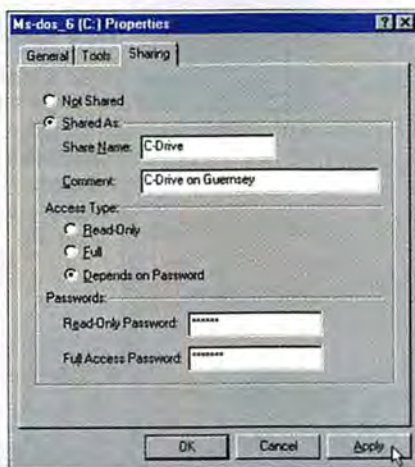 Ms-dos_6 (C:) Properties
General Tools Sharing
Not Shared
Shared As:
Share Name: C-Drive
Comment: C-Drive on Guernsey
Access Type:
Read-Only
Full
Depends on Password
Passwords:
Read-Only Password: ******
Full Access Password: *******
OK Cancel Apply